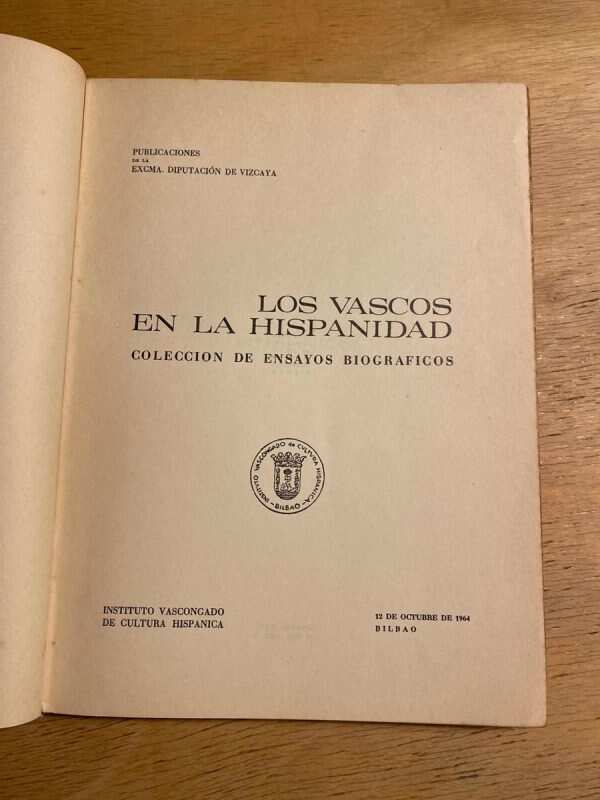 PUBLICACIONES
DE LA
EXCMA. DIPUTACIÓN DE VIZCAYA
LOS VASCOS
EN LA HISPANIDAD
COLECCION DE ENSAYOS BIOGRAFICOS
INSTITUTO VASCONGADO de CULTURA HISPANICA
-BILBAO-
INSTITUTO VASCONGADO
DE CULTURA HISPANICA
12 DE OCTUBRE DE 1964
BILBAO